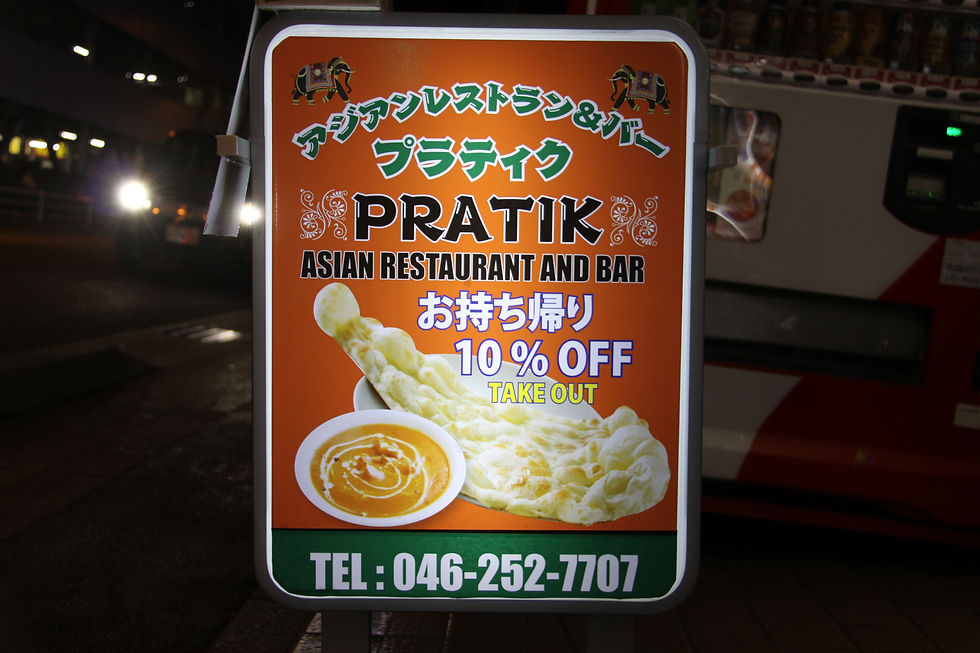 アジアンレストラン&バー
プラティク
PRATIK
ASIAN RESTAURANT AND BAR
お持ち帰り
10 % OFF
TAKE OUT
TEL : 046-252-7707